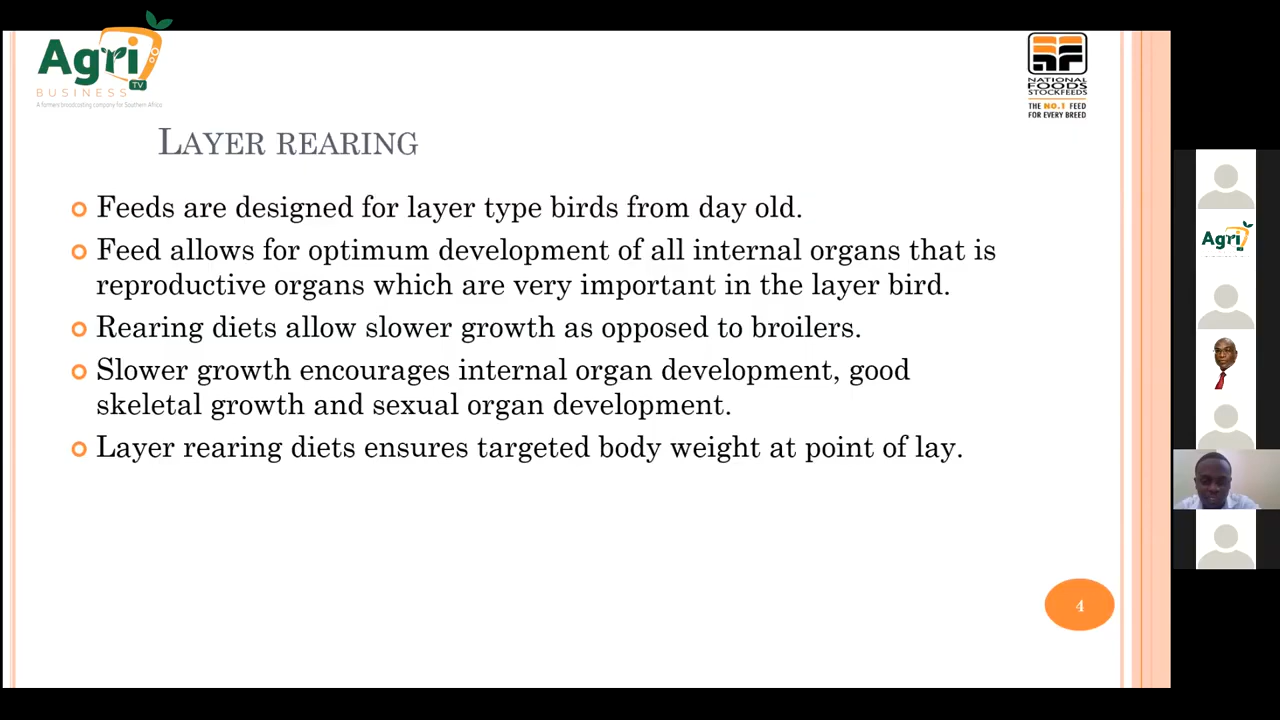 Agri
TV
BUSINESS
A farmers broadcasting company for Southern Africa
NATIONAL
FOODS
STOCKFEEDS
THE NO.1 FEED
FOR EVERY BREED
LAYER REARING
Feeds are designed for layer type birds from day old.
Feed allows for optimum development of all internal organs that is
reproductive organs which are very important in the layer bird.
Rearing diets allow slower growth as opposed to broilers.
Slower growth encourages internal organ development, good
skeletal growth and sexual organ development.
Layer rearing diets ensures targeted body weight at point of lay.
4
Agri